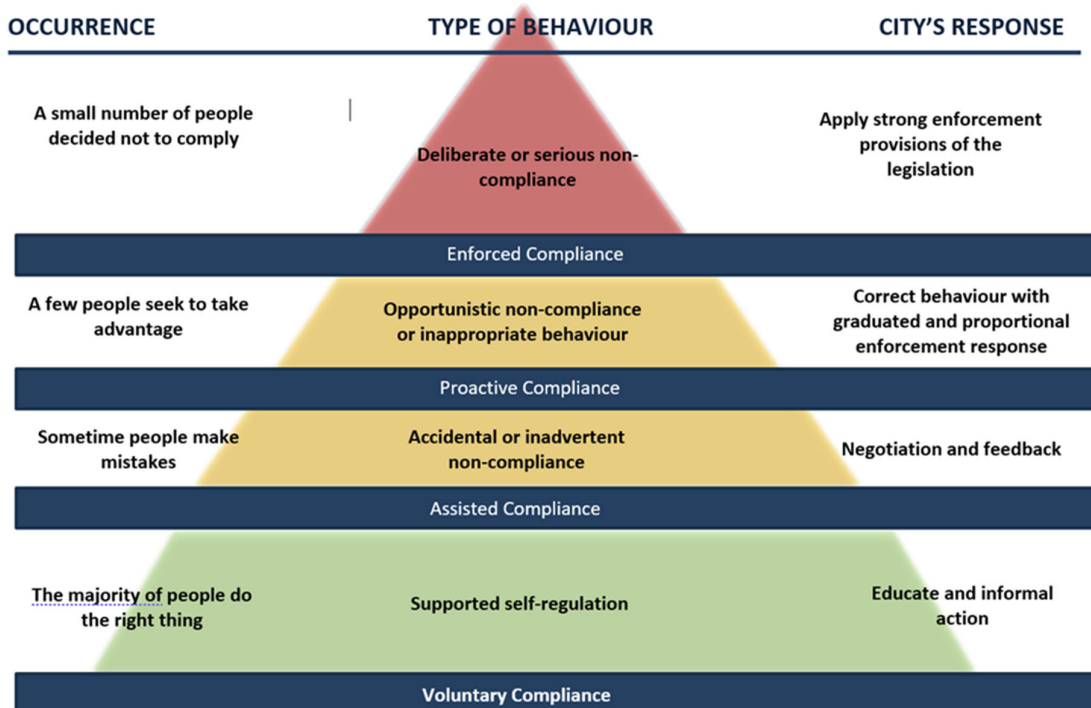 OCCURRENCE TYPE OF BEHAVIOUR CITY'S RESPONSE
A small number of people
decided not to comply
Deliberate or serious non-
compliance
Apply strong enforcement
provisions of the
legislation
Enforced Compliance
A few people seek to take
advantage
Opportunistic non-compliance
or inappropriate behaviour
Correct behaviour with
graduated and proportional
enforcement response
Proactive Compliance
Sometime people make
mistakes
Accidental or inadvertent
non-compliance
Negotiation and feedback
Assisted Compliance
The majority of people do
the right thing
Supported self-regulation
Educate and informal
action
Voluntary Compliance